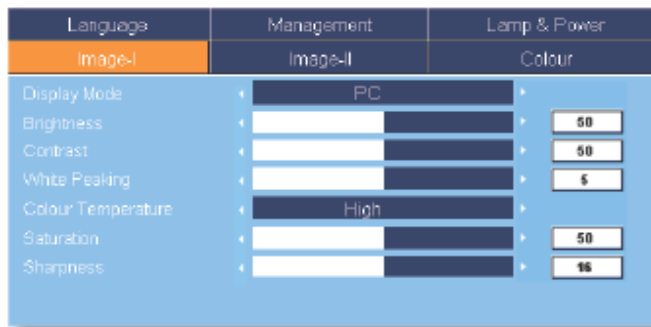 Language Management Lamp & Power
Image-I Image-II Colour
Display Mode PC
Brightness 50
Contrast 50
White Peaking 5
Colour Temperature High
Saturation 50
Sharpness 16